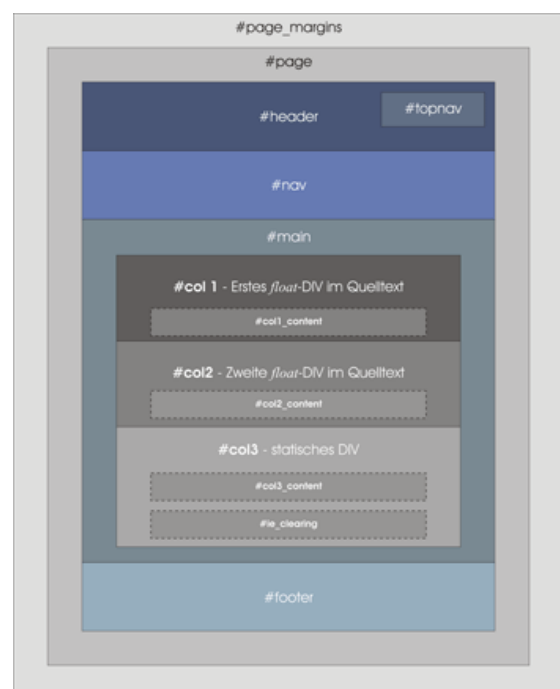 #page_margins
#page
#topnav
#header
#nav
#main
#col 1 - Erstes float-DIV im Quelltext
#col1_content
#col2 - Zweite float-DIV im Quelltext
#col2_content
#col3 - statisches DIV
#col3_content
#ie_clearing
#footer